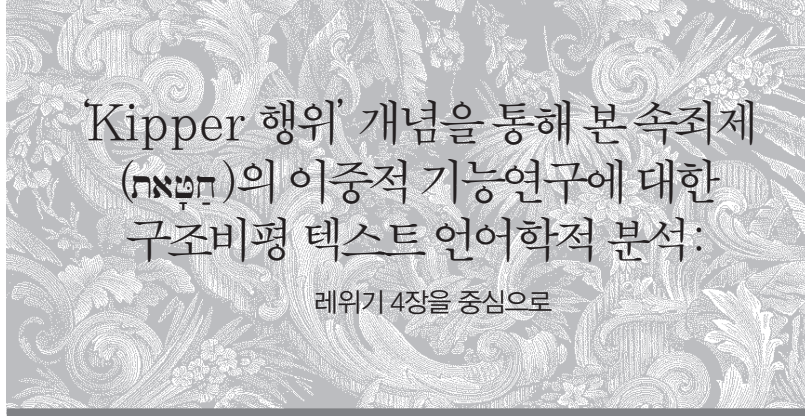 ‘Kipper 행위’ 개념을 통해 본 속죄제
(חַטָּאת)의 이중적 기능연구에 대한
구조비평 텍스트 언어학적 분석:
레위기 4장을 중심으로